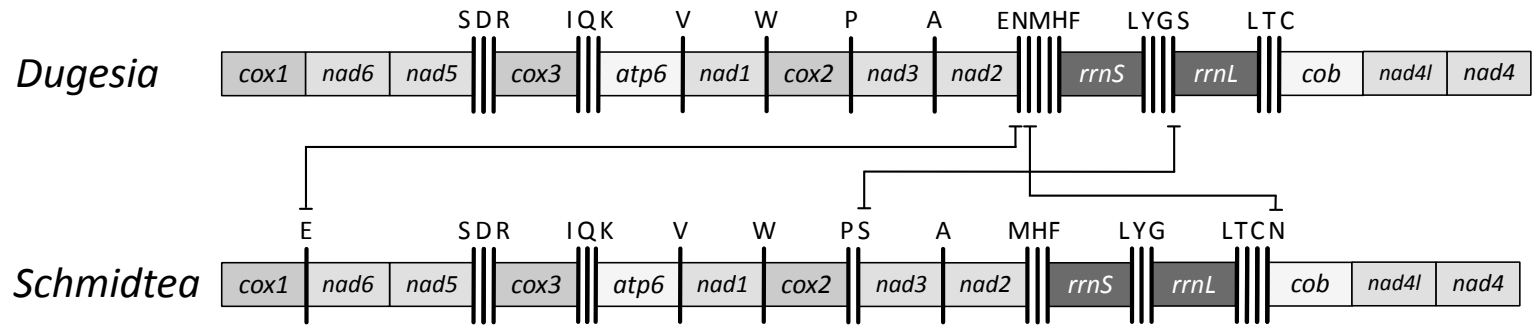 S D R I Q K V W P A E N M H F L Y G S L T C
Dugesia cox1 nad6 nad5 cox3 atp6 nad1 cox2 nad3 nad2 rrnS rrnL cob nad4l nad4
E S D R I Q K V W P S A M H F L Y G L T C N
Schmidtea cox1 nad6 nad5 cox3 atp6 nad1 cox2 nad3 nad2 rrnS rrnL cob nad4l nad4